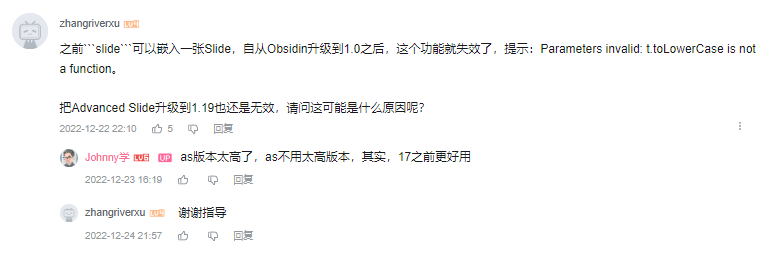 zhangriverxu LV4
之前```slide```可以嵌入一张Slide，自从Obsidin升级到1.0之后，这个功能就失效了，提示：Parameters invalid: t.toLowerCase is not
a function。
把Advanced Slide升级到1.19也还是无效，请问这可能是什么原因呢？
2022-12-22 22:10 5 回复
Johnny学 LV6 UP as版本太高了，as不用太高版本，其实，17之前更好用
2022-12-23 16:19 回复
zhangriverxu LV4 谢谢指导
2022-12-24 21:57 回复